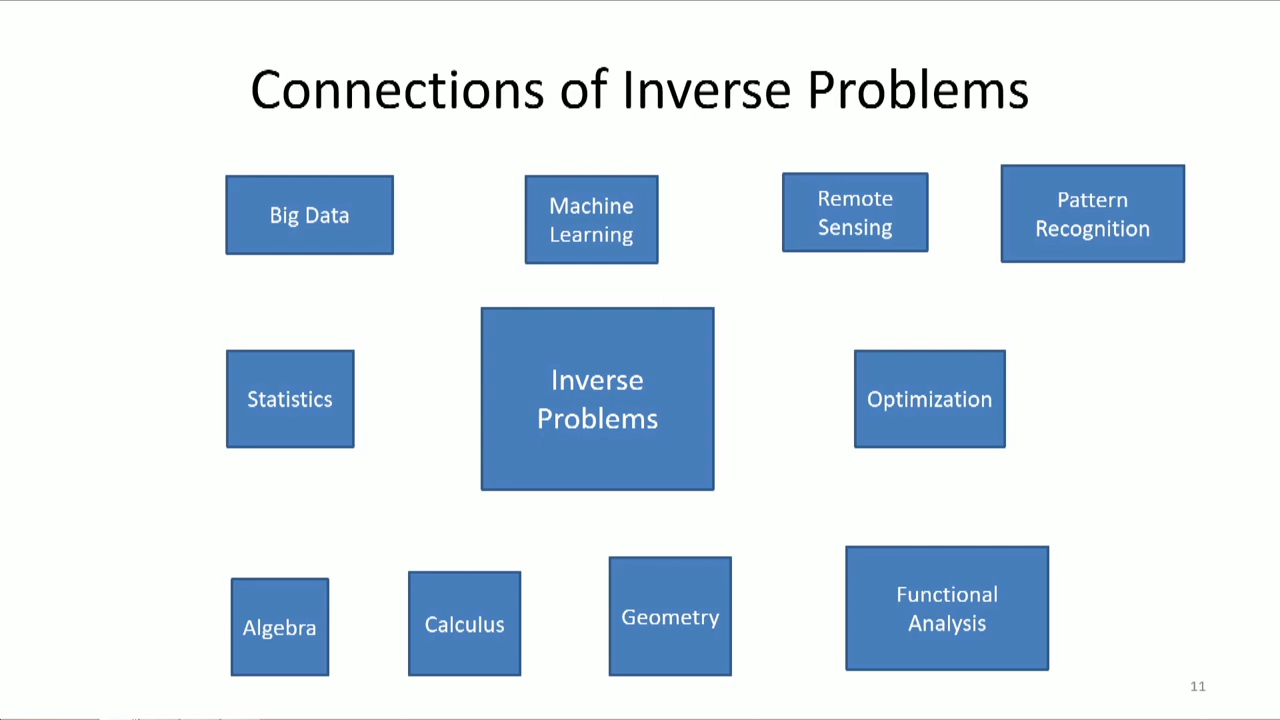 Connections of Inverse Problems
Big Data
Machine
Learning
Remote
Sensing
Pattern
Recognition
Statistics
Inverse
Problems
Optimization
Algebra
Calculus
Geometry
Functional
Analysis
11